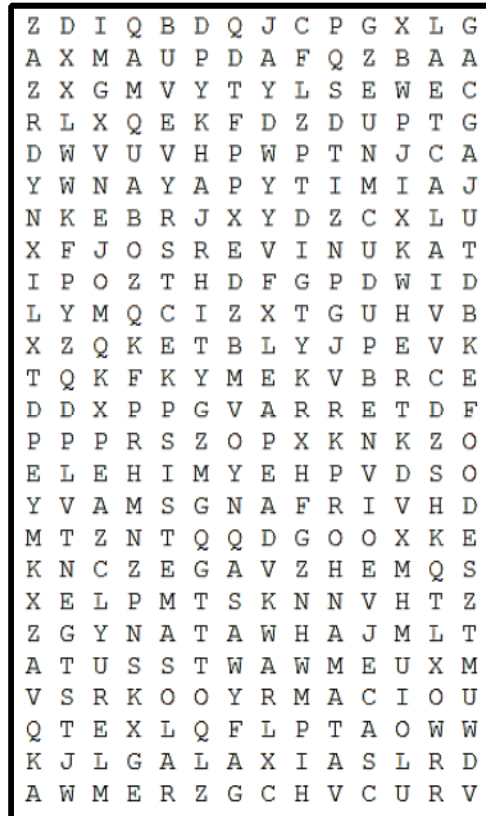 Z D I Q B D Q J C P G X L G
A X M A U P D A F Q Z B A A
Z X G M V Y T Y L S E W E C
R L X Q E K F D Z D U P T G
D W V U V H P W P T N J C A
Y W N A Y A P Y T I M I A J
N K E B R J X Y D Z C X L U
X F J O S R E V I N U K A T
I P O Z T H D F G P D W I D
L Y M Q C I Z X T G U H V B
X Z Q K E T B L Y J P E V K
T Q K F K Y M E K V B R C E
D D X P P G V A R R E T D F
P P P R S Z O P X K N K Z O
E L E H I M Y E H P V D S O
Y V A M S G N A F R I V H D
M T Z N T Q Q D G O O X K E
K N C Z E G A V Z H E M Q S
X E L P M T S K N N V H T Z
Z G Y N A T A W H A J M L T
A T U S S T W A W M E U X M
V S R K O O Y R M A C I O U
Q T E X L Q F L P T A O W W
K J L G A L A X I A S L R D
A W M E R Z G C H V C U R V